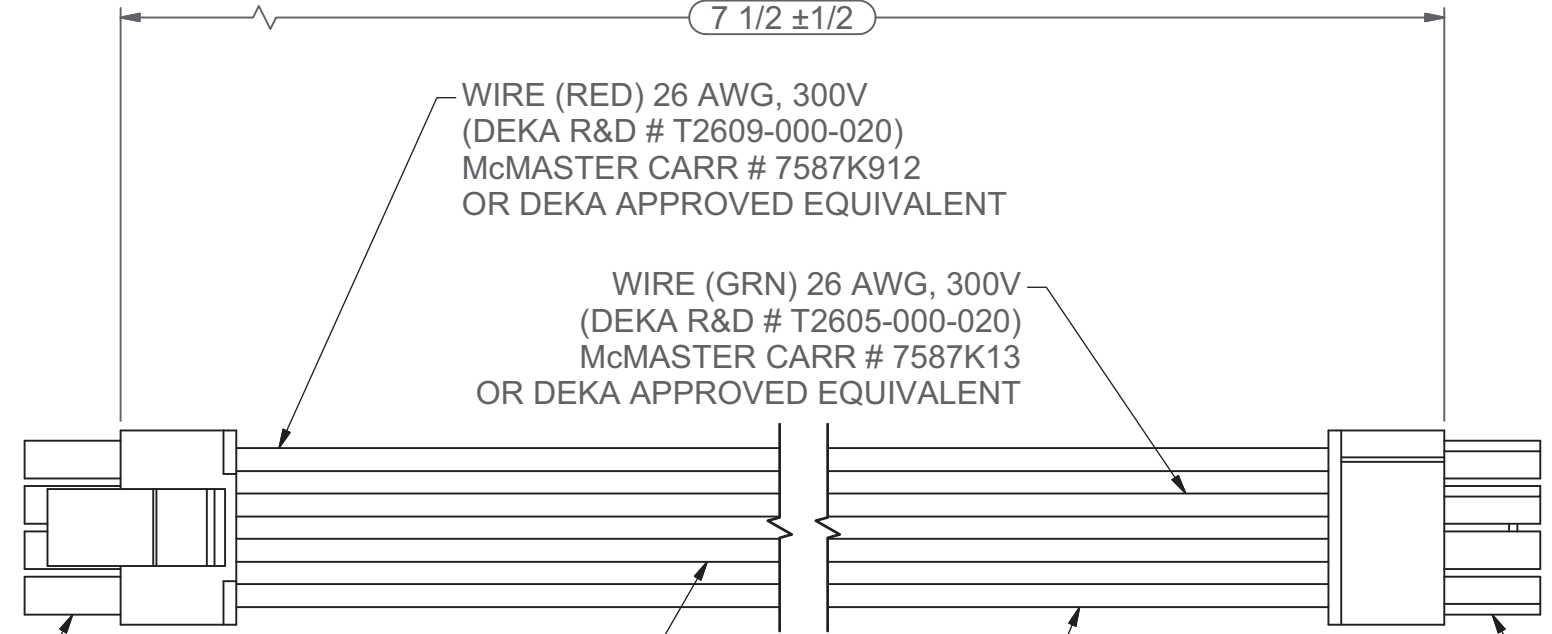 7 1/2 ±1/2
WIRE (RED) 26 AWG, 300V
(DEKA R&D # T2609-000-020)
McMASTER CARR # 7587K912
OR DEKA APPROVED EQUIVALENT
WIRE (GRN) 26 AWG, 300V
(DEKA R&D # T2605-000-020)
McMASTER CARR # 7587K13
OR DEKA APPROVED EQUIVALENT